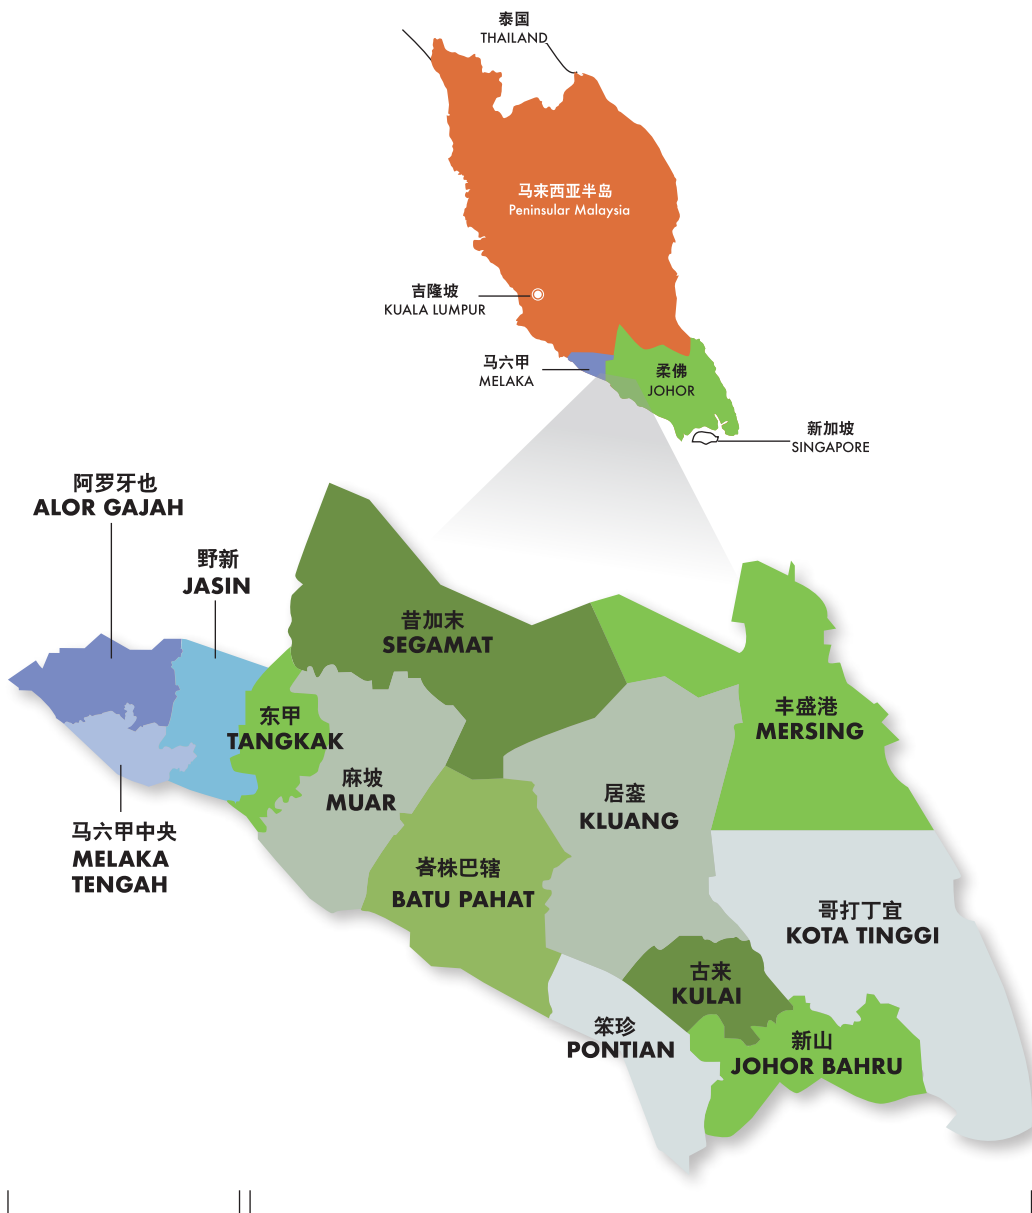 泰国
THAILAND
马来西亚半岛
Peninsular Malaysia
吉隆坡
KUALA LUMPUR
马六甲
MELAKA
柔佛
JOHOR
新加坡
SINGAPORE
阿罗牙也
ALOR GAJAH
野新
JASIN
昔加末
SEGAMAT
东甲
TANGKAK
丰盛港
MERSING
麻坡
MUAR
居銮
KLUANG
马六甲中央
MELAKA
TENGAH
峇株巴辖
BATU PAHAT
哥打丁宜
KOTA TINGGI
古来
KULAI
笨珍
PONTIAN
新山
JOHOR BAHRU